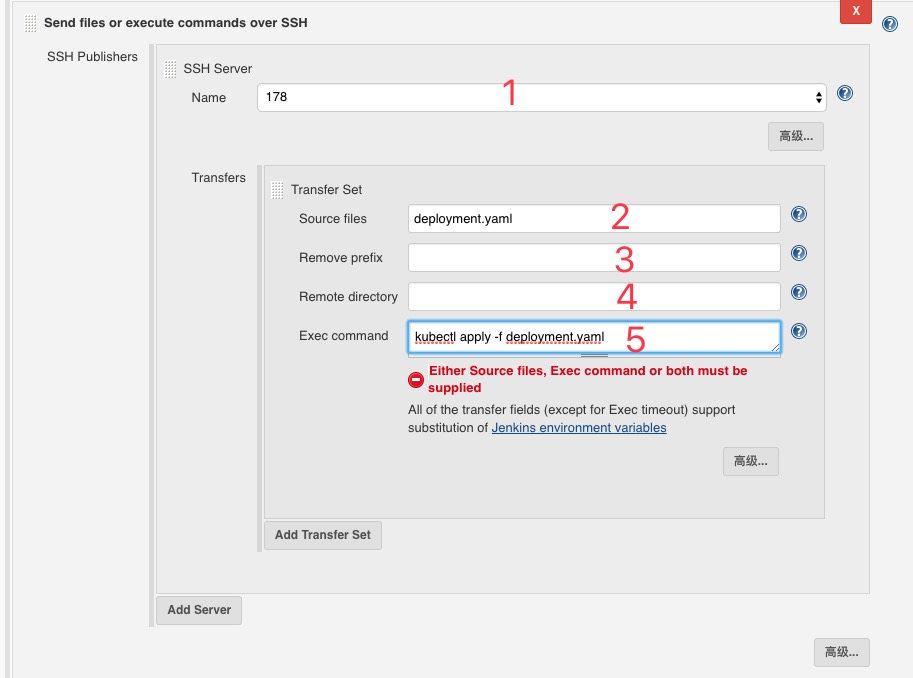 Send files or execute commands over SSH
X
SSH Publishers
SSH Server
Name
178
1
高级...
Transfers
Transfer Set
Source files
deployment.yaml
2
Remove prefix
3
Remote directory
4
Exec command
kubectl apply -f deployment.yaml
5
Either Source files, Exec command or both must be
supplied
All of the transfer fields (except for Exec timeout) support
substitution of Jenkins environment variables
高级...
Add Transfer Set
Add Server
高级...